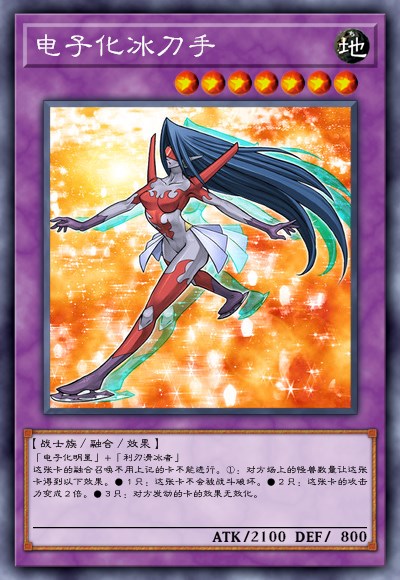 电子化冰刀手
地
【战士族／融合／效果】
「电子化明星」+「利刃滑冰者」
这张卡的融合召唤不用上记的卡不能进行。①：对方场上的怪兽数量让这张
卡得到以下效果。●1只：这张卡不会被战斗破坏。●2只：这张卡的攻击
力变成2倍。●3只：对方发动的卡的效果无效化。
ATK/2100 DEF/ 800